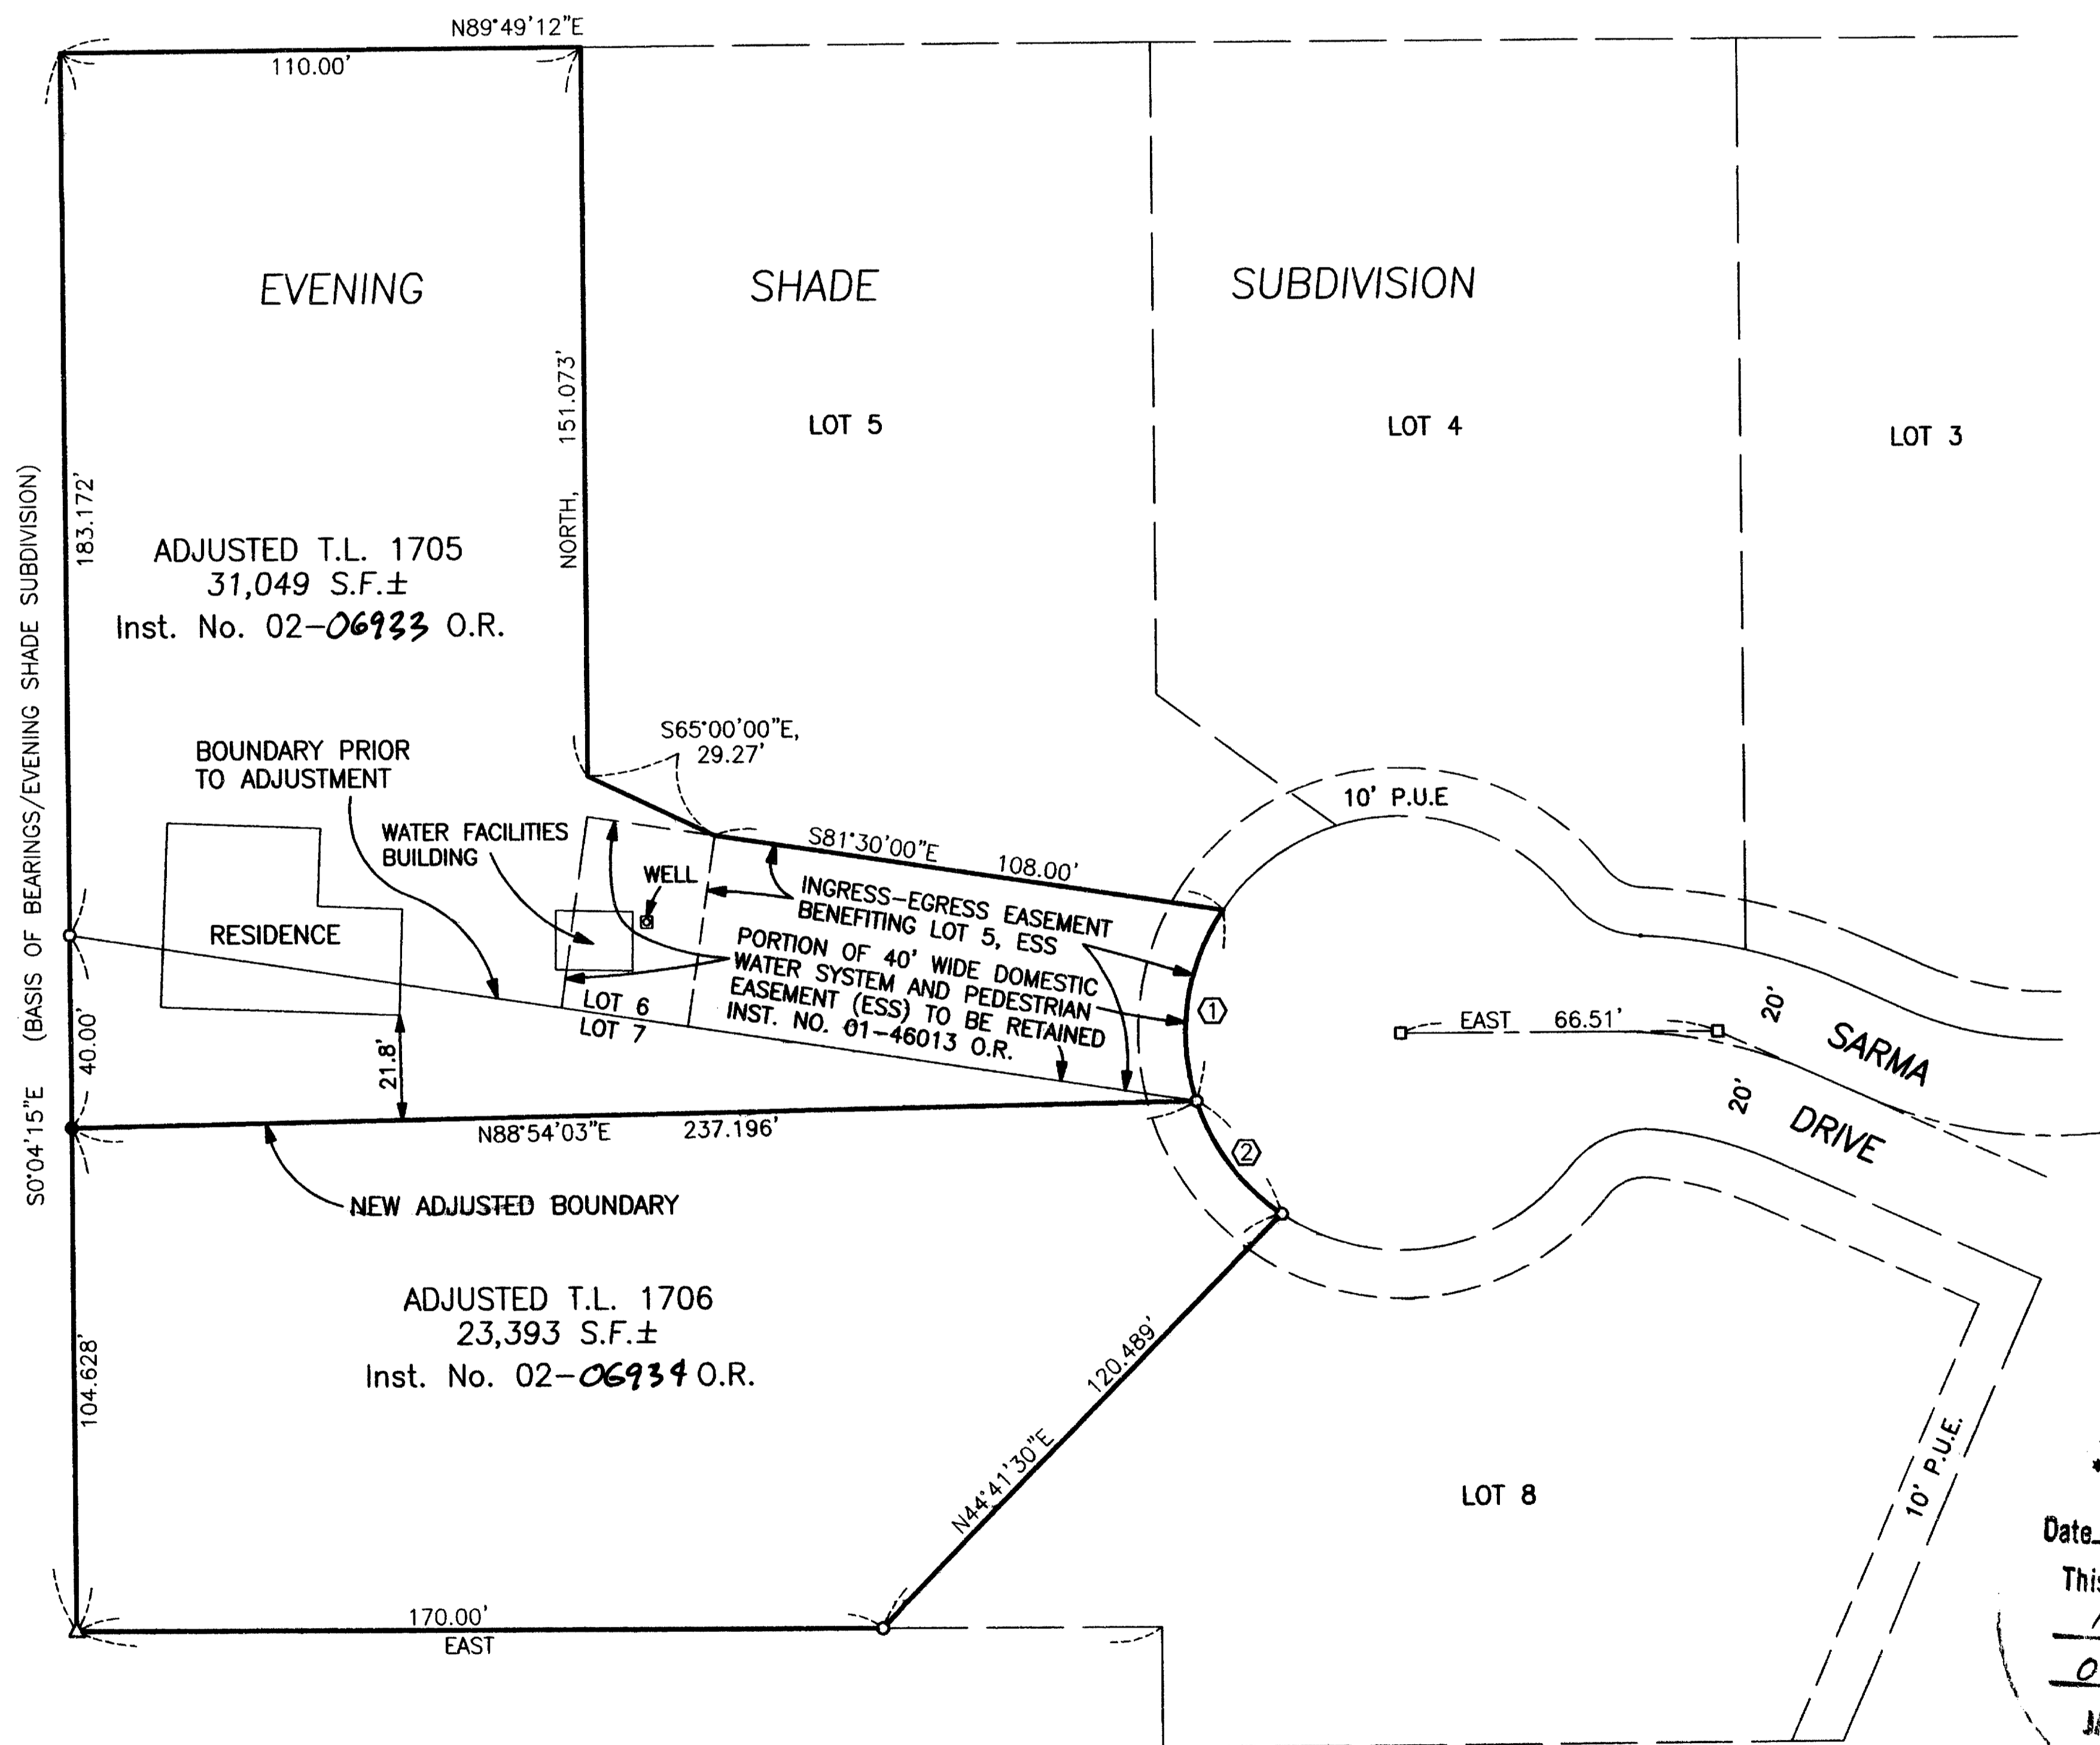 N89°49'12"E
110.00'
EVENING SHADE SUBDIVISION
151.073'
NORTH,
LOT 5
LOT 4
LOT 3
183.172'
S0°04'15"E (BASIS OF BEARINGS/EVENING SHADE SUBDIVISION)
ADJUSTED T.L. 1705
31,049 S.F.±
Inst. No. 02-06933 O.R.
S65°00'00"E,
29.27'
BOUNDARY PRIOR
TO ADJUSTMENT
WATER FACILITIES
BUILDING
WELL
RESIDENCE
S81°30'00"E 108.00'
10' P.U.E
INGRESS-EGRESS EASEMENT
BENEFITING LOT 5, ESS
PORTION OF 40' WIDE DOMESTIC
WATER SYSTEM AND PEDESTRIAN
EASEMENT (ESS) TO BE RETAINED
INST. NO. 01-46013 O.R.
LOT 6
LOT 7
1
EAST 66.51'
20'
SARMA
20'
DRIVE
40.00'
21.8'
N88°54'03"E 237.196'
2
NEW ADJUSTED BOUNDARY
ADJUSTED T.L. 1706
23,393 S.F.±
Inst. No. 02-06934 O.R.
104.628'
120.489'
N44°41'30"E
LOT 8
10' P.U.E.
170.00'
EAST
Date
This